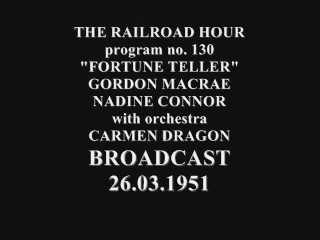 THE RAILROAD HOUR
program no. 130
"FORTUNE TELLER"
GORDON MACRAE
NADINE CONNOR
with orchestra
CARMEN DRAGON
BROADCAST
26.03.1951